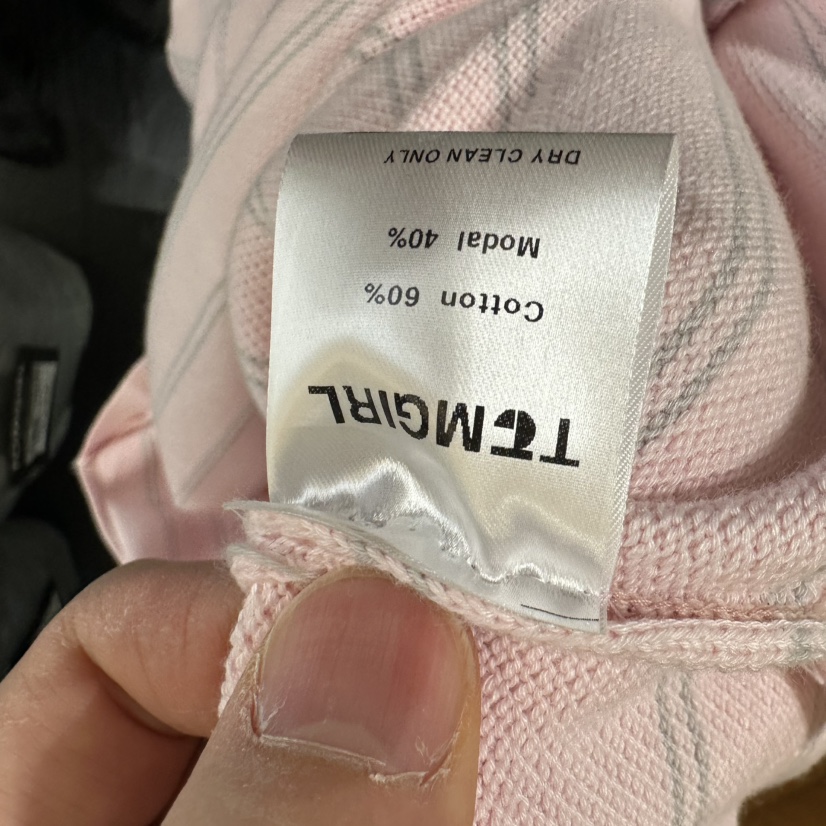 TCMGIRL
Cotton 60%
Modal 40%
DRY CLEAN ONLY